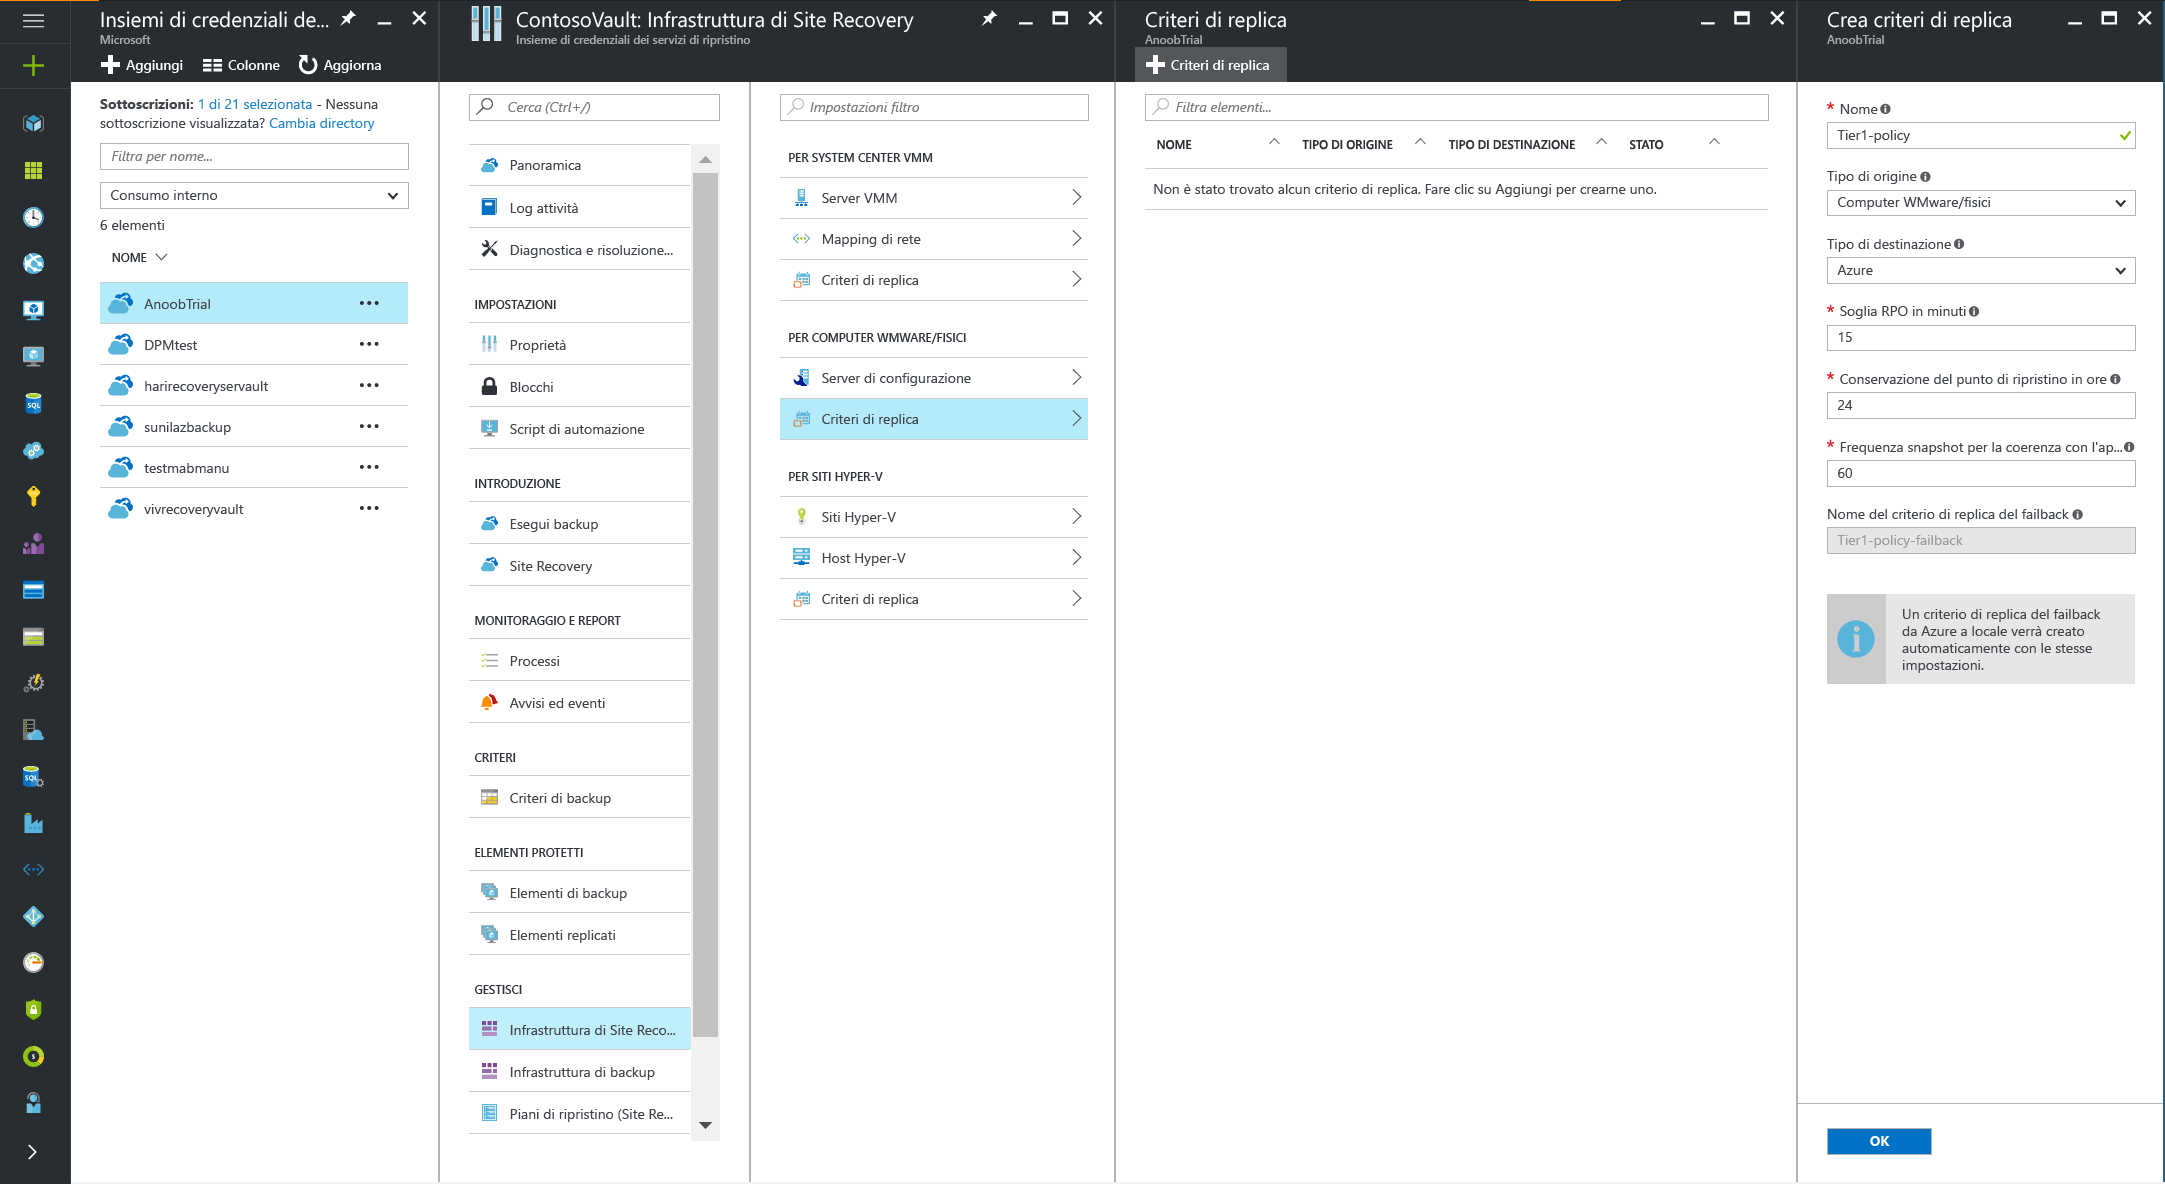 Insiemi di credenziali de...
Microsoft
Aggiungi
Colonne
Aggiorna
Sottoscrizioni: 1 di 21 selezionata - Nessuna
sottoscrizione visualizzata? Cambia directory
Filtra per nome...
Consumo interno
6 elementi
NOME
AnoobTrial
DPMtest
harirecoveryservault
sunilazbackup
testmabmanu
vivrecoveryvault
ContosoVault: Infrastruttura di Site Recovery
Insieme di credenziali dei servizi di ripristino
Cerca (Ctrl+/)
Panoramica
Log attività
Diagnostica e risoluzione...
IMPOSTAZIONI
Proprietà
Blocchi
Script di automazione
INTRODUZIONE
Esegui backup
Site Recovery
MONITORAGGIO E REPORT
Processi
Avvisi ed eventi
CRITERI
Criteri di backup
ELEMENTI PROTETTI
Elementi di backup
Elementi replicati
GESTISCI
Infrastruttura di Site Reco...
Infrastruttura di backup
Piani di ripristino (Site Re...
Impostazioni filtro
PER SYSTEM CENTER VMM
Server VMM
Mapping di rete
Criteri di replica
PER COMPUTER WMWARE/FISICI
Server di configurazione
Criteri di replica
PER SITI HYPER-V
Siti Hyper-V
Host Hyper-V
Criteri di replica
Criteri di replica
AnoobTrial
Criteri di replica
Filtra elementi...
NOME TIPO DI ORIGINE TIPO DI DESTINAZIONE STATO
Non è stato trovato alcun criterio di replica. Fare clic su Aggiungi per crearne uno.
Crea criteri di replica
AnoobTrial
* Nome
Tier1-policy
Tipo di origine
Computer WMware/fisici
Tipo di destinazione
Azure
* Soglia RPO in minuti
15
* Conservazione del punto di ripristino in ore
24
* Frequenza snapshot per la coerenza con l'ap...
60
Nome del criterio di replica del failback
Tier1-policy-failback
Un criterio di replica del failback
da Azure a locale verrà creato
automaticamente con le stesse
impostazioni.
OK